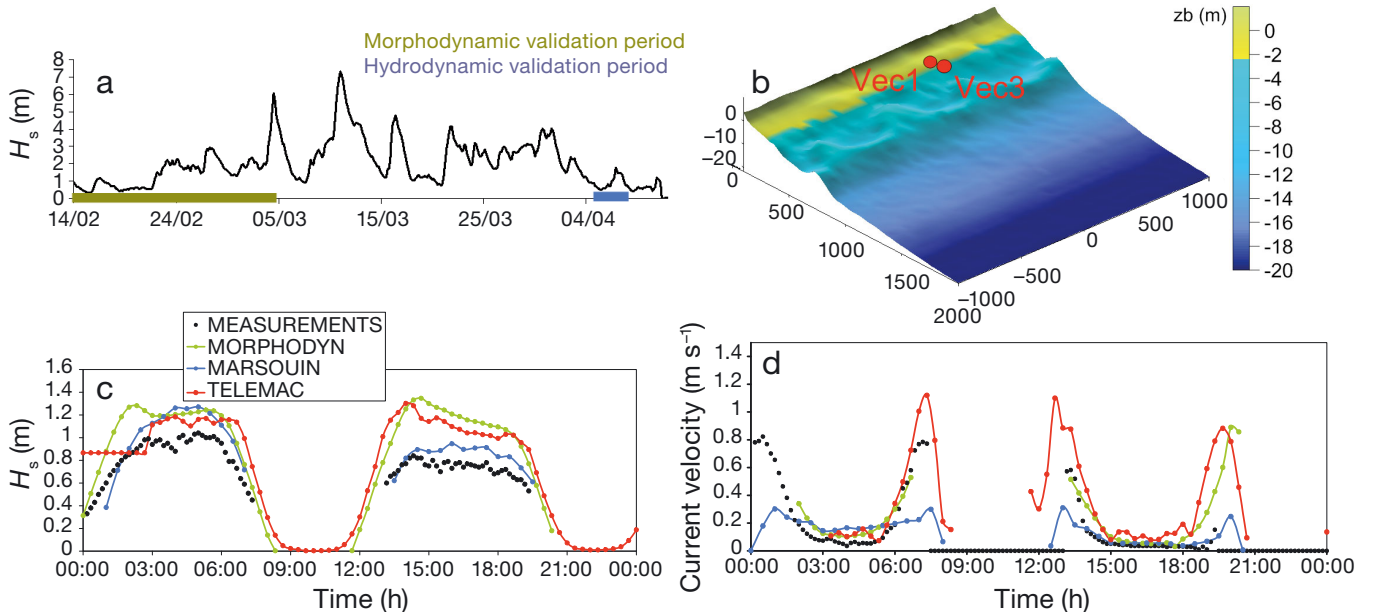 Morphodynamic validation period
Hydrodynamic validation period
a
Hs (m)
8
7
6
5
4
3
2
1
0
14/02 24/02 05/03 15/03 25/03 04/04
b
Vec1
Vec3
0
−10
−20
0
500
1000
1500
2000
−1000
−500
0
500
1000
zb (m)
0
-2
-4
-6
-8
-10
-12
-14
-16
-18
-20
MEASUREMENTS
MORPHODYN
MARSOUIN
TELEMAC
c
Hs (m)
1.6
1.4
1.2
1
0.8
0.6
0.4
0.2
0
00:00 03:00 06:00 09:00 12:00 15:00 18:00 21:00 00:00
Time (h)
d
Current velocity (m s−1)
1.4
1.2
1
0.8
0.6
0.4
0.2
0
00:00 03:00 06:00 09:00 12:00 15:00 18:00 21:00 00:00
Time (h)